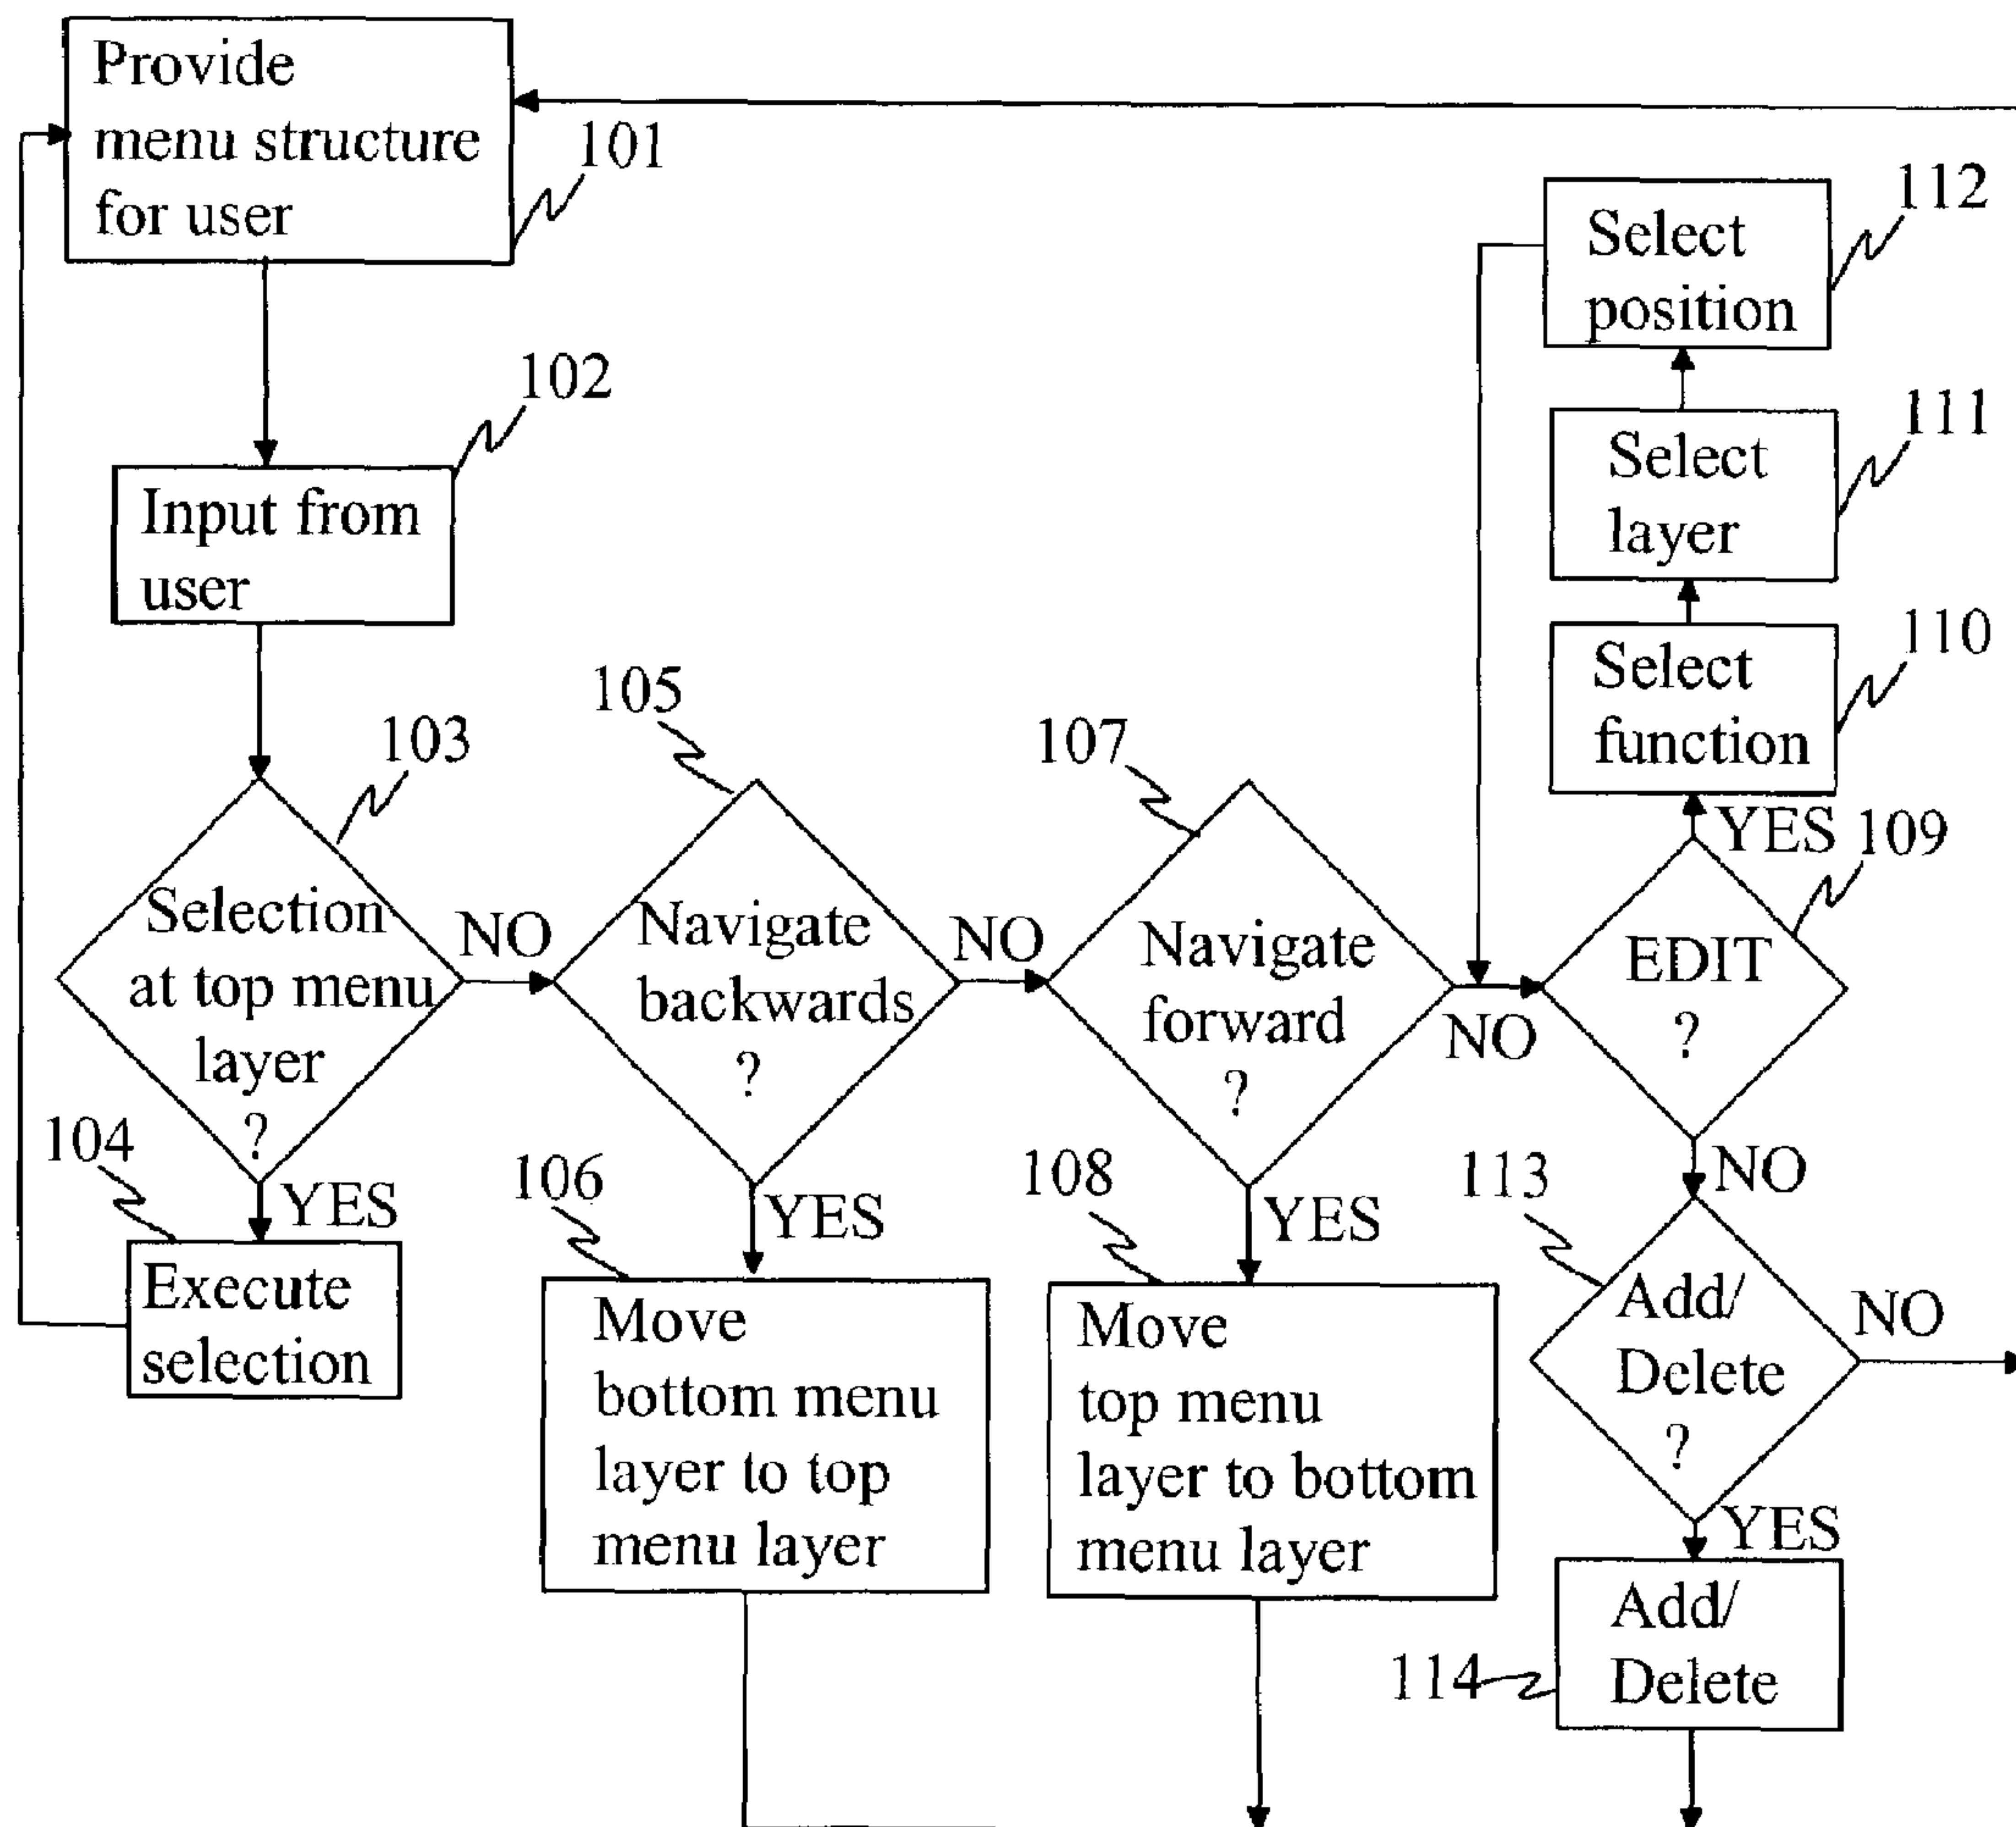 Provide
menu structure
for user
101
Input from
user
102
Selection
at top menu
layer
?
103
NO
YES
104
Execute
selection
105
Navigate
backwards
?
NO
YES
106
Move
bottom menu
layer to top
menu layer
107
Navigate
forward
?
NO
YES
108
Move
top menu
layer to bottom
menu layer
109
EDIT
?
YES
NO
110
Select
function
111
Select
layer
112
Select
position
113
Add/
Delete
?
NO
YES
114
Add/
Delete